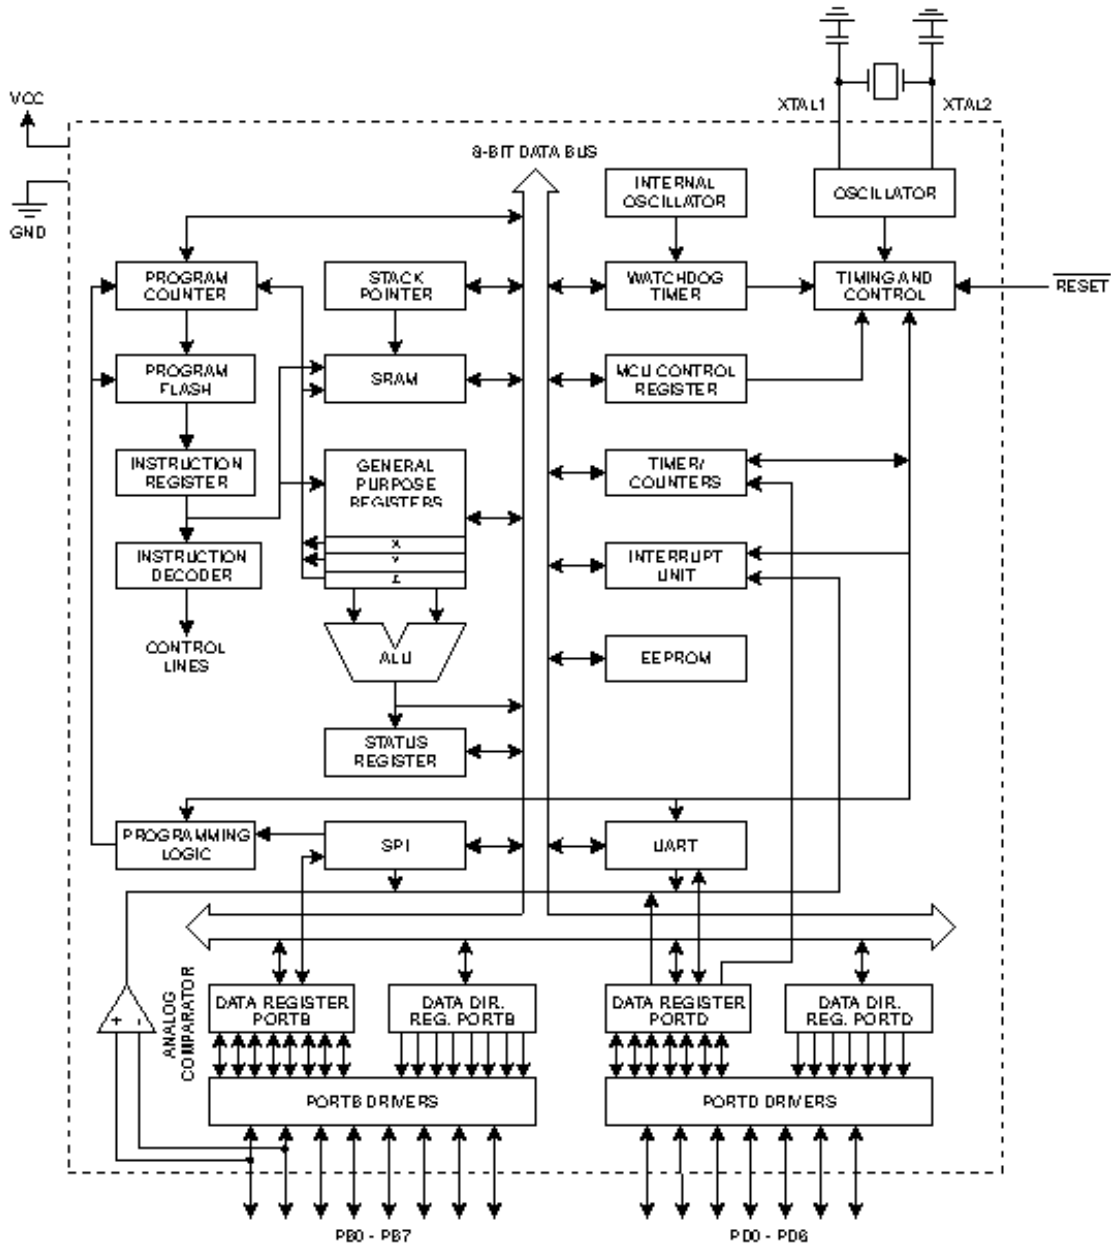 XTAL1
XTAL2
VCC
8-BIT DATA BUS
INTERNAL
OSCILLATOR
OSCILLATOR
GND
PROGRAM
COUNTER
STACK
POINTER
WATCHDOG
TIMER
TIMING AND
CONTROL
RESET
PROGRAM
FLASH
SRAM
MCU CONTROL
REGISTER
INSTRUCTION
REGISTER
GENERAL
PURPOSE
REGISTERS
TIMER/
COUNTERS
X
Y
Z
INSTRUCTION
DECODER
INTERRUPT
UNIT
CONTROL
LINES
ALU
EEPROM
STATUS
REGISTER
PROGRAMMING
LOGIC
SPI
UART
ANALOG
COMPARATOR
+
-
DATA REGISTER
PORTB
DATA DIR.
REG. PORTB
DATA REGISTER
PORTD
DATA DIR.
REG. PORTD
PORTB DRIVERS
PORTD DRIVERS
PB0 - PB7
PD0 - PD6